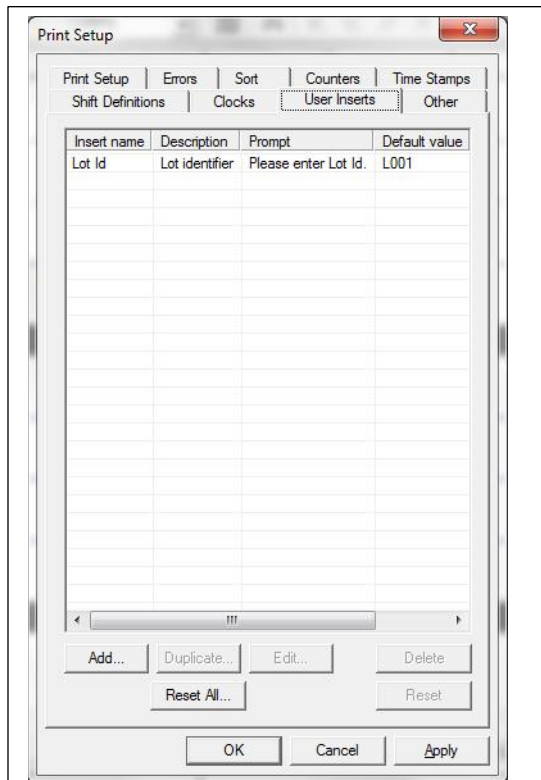 Print Setup
Print Setup Errors Sort Counters Time Stamps
Shift Definitions Clocks User Inserts Other
Insert name Description Prompt Default value
Lot Id Lot identifier Please enter Lot Id. L001
Add... Duplicate... Edit... Delete
Reset All... Reset
OK Cancel Apply